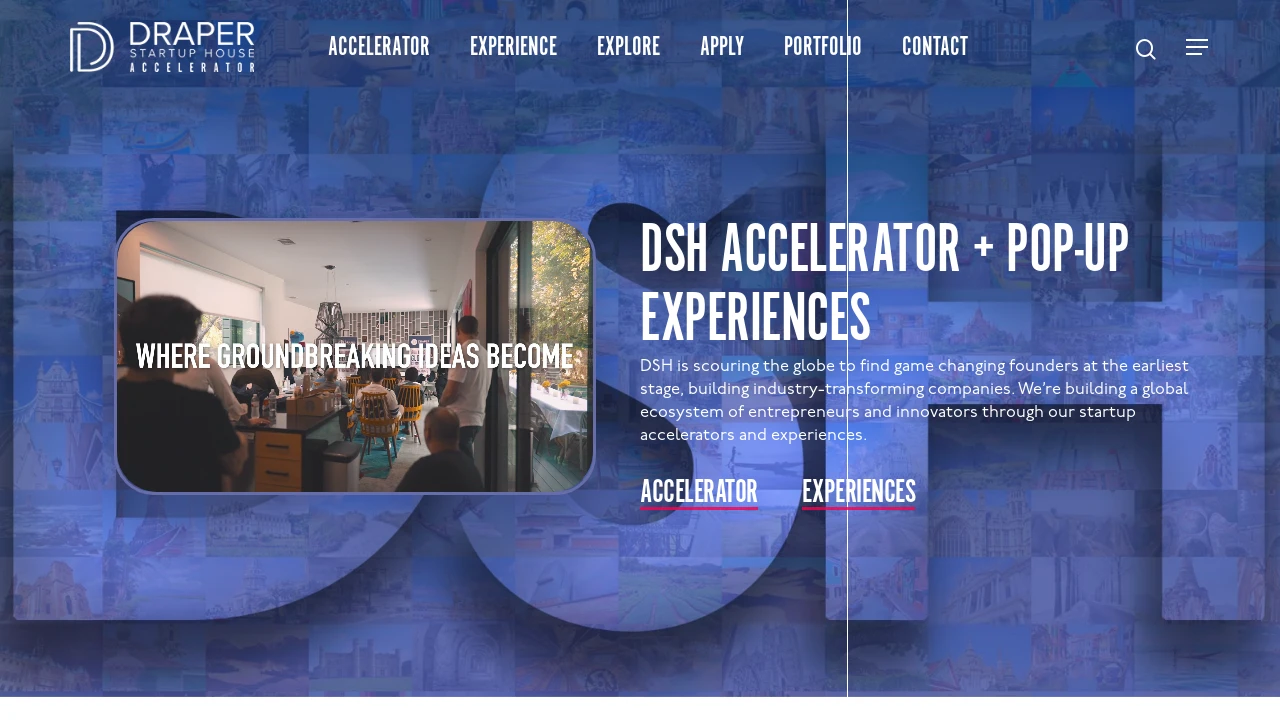 DRAPER
STARTUP HOUSE
ACCELERATOR
ACCELERATOR EXPERIENCE EXPLORE APPLY PORTFOLIO CONTACT
WHERE GROUNDBREAKING IDEAS BECOME
DSH ACCELERATOR + POP-UP
EXPERIENCES
DSH is scouring the globe to find game changing founders at the earliest
stage, building industry-transforming companies. We’re building a global
ecosystem of entrepreneurs and innovators through our startup
accelerators and experiences.
ACCELERATOR EXPERIENCES
DSH